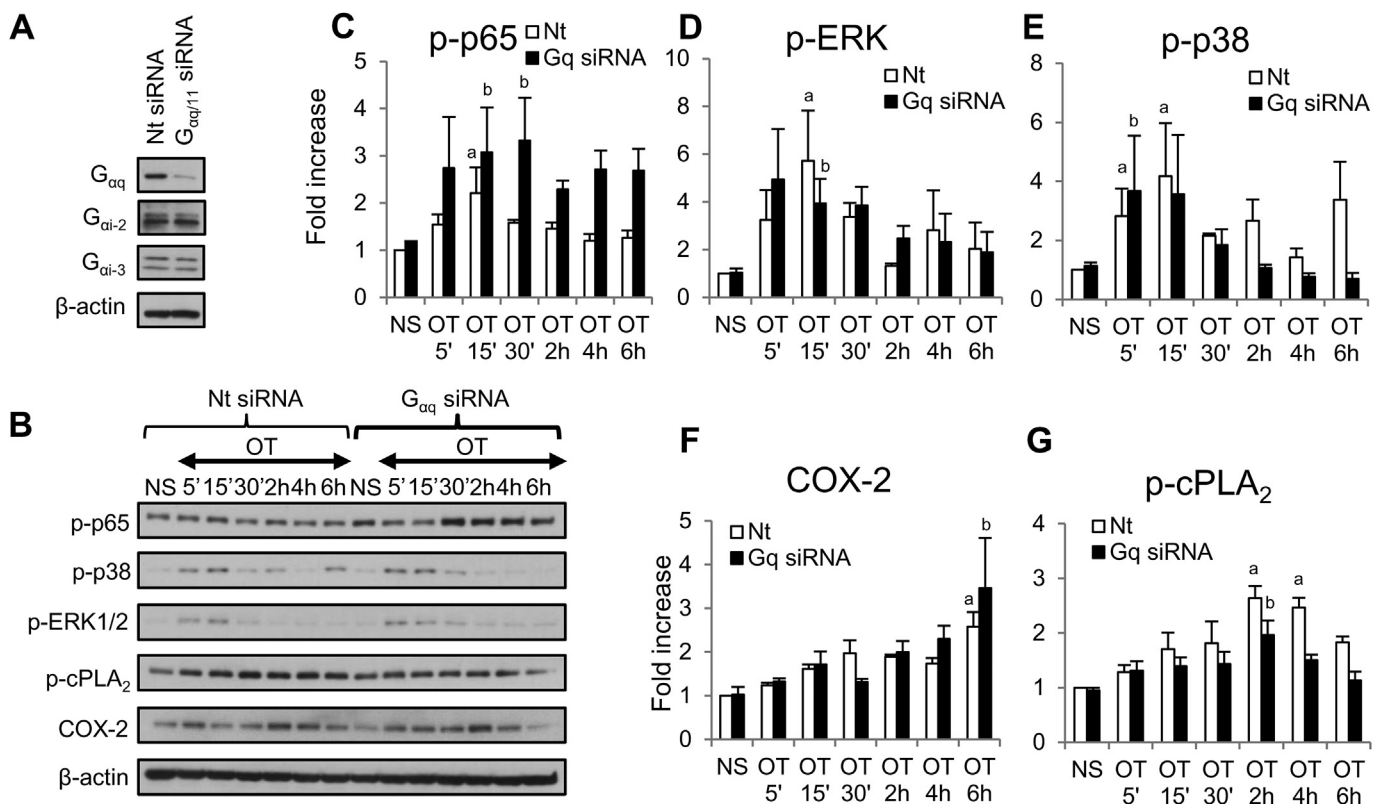 A
Nt siRNA
Gαq/11 siRNA
Gαq
Gαi-2
Gαi-3
β-actin
B
Nt siRNA Gαq siRNA
OT OT
NS 5' 15' 30' 2h 4h 6h NS 5' 15' 30' 2h 4h 6h
p-p65
p-p38
p-ERK1/2
p-cPLA2
COX-2
β-actin
C
p-p65
Nt
Gq siRNA
Fold increase
5
4
3
2
1
0
a
b
b
NS OT OT OT OT OT OT
5' 15' 30' 2h 4h 6h
D
p-ERK
Nt
Gq siRNA
10
8
6
4
2
0
a
b
NS OT OT OT OT OT OT
5' 15' 30' 2h 4h 6h
E
p-p38
Nt
Gq siRNA
8
6
4
2
0
a
b
a
NS OT OT OT OT OT OT
5' 15' 30' 2h 4h 6h
F
COX-2
Nt
Gq siRNA
Fold increase
5
4
3
2
1
0
a
b
NS OT OT OT OT OT OT
5' 15' 30' 2h 4h 6h
G
p-cPLA2
Nt
Gq siRNA
4
3
2
1
0
a
b
a
NS OT OT OT OT OT OT
5' 15' 30' 2h 4h 6h